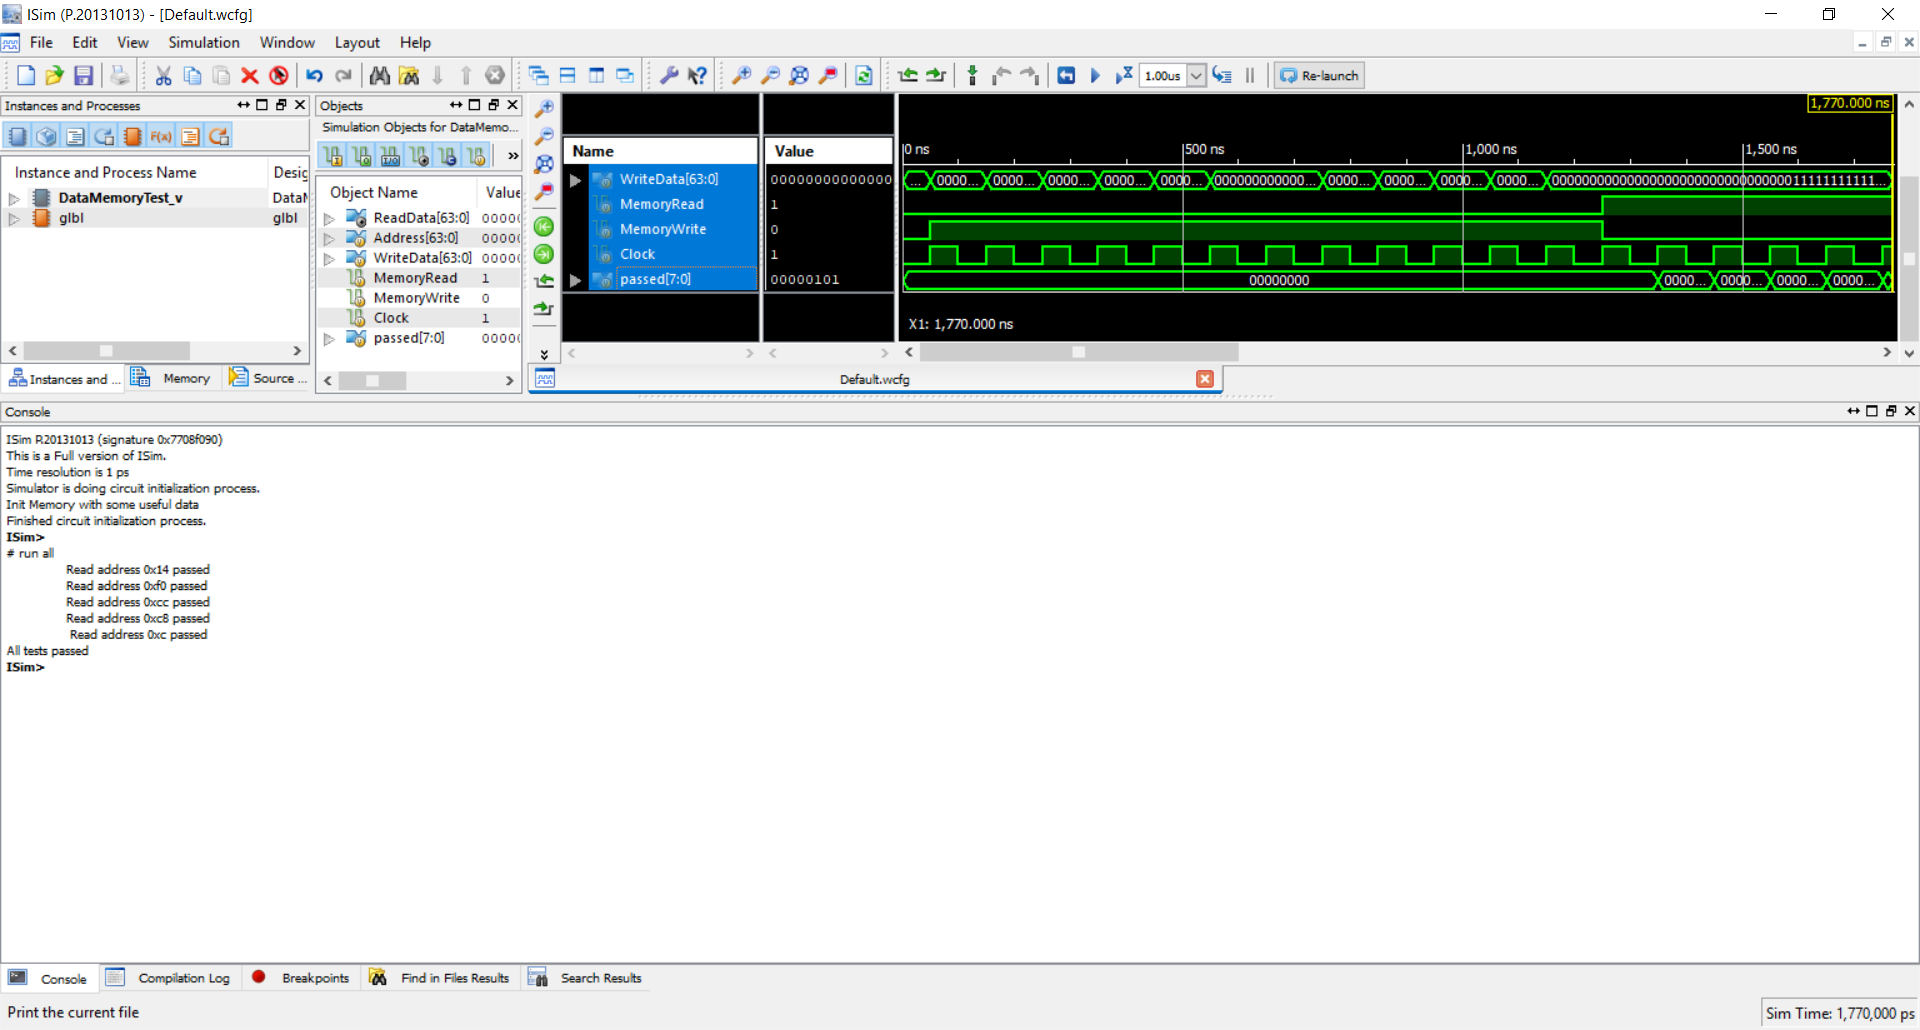 ISim (P.20131013) - [Default.wcfg]
File Edit View Simulation Window Layout Help
1.00us Re-launch
Instances and Processes
Instance and Process Name Desig
DataMemoryTest_v DataM
glbl glbl
Instances and ... Memory Source ...
Objects
Simulation Objects for DataMemo...
Object Name Value
ReadData[63:0] 00000
Address[63:0] 00000
WriteData[63:0] 00000
MemoryRead 1
MemoryWrite 0
Clock 1
passed[7:0] 00000
Name Value
WriteData[63:0] 00000000000000
MemoryRead 1
MemoryWrite 0
Clock 1
passed[7:0] 00000101
1,770.000 ns
0 ns 500 ns 1,000 ns 1,500 ns
... 0000... 0000... 0000... 0000... 0000... 000000000000... 0000... 0000... 0000... 0000...
00000000 0000... 0000... 0000... 0000...
X1: 1,770.000 ns
Default.wcfg
Console
ISim P.20131013 (signature 0x7708f090)
This is a Full version of ISim.
Time resolution is 1 ps
Simulator is doing circuit initialization process.
Init Memory with some useful data
Finished circuit initialization process.
ISim>
# run all
Read address 0x14 passed
Read address 0xf0 passed
Read address 0xcc passed
Read address 0xc8 passed
Read address 0xc passed
All tests passed
ISim>
Console Compilation Log Breakpoints Find in Files Results Search Results
Print the current file
Sim Time: 1,770,000 ps